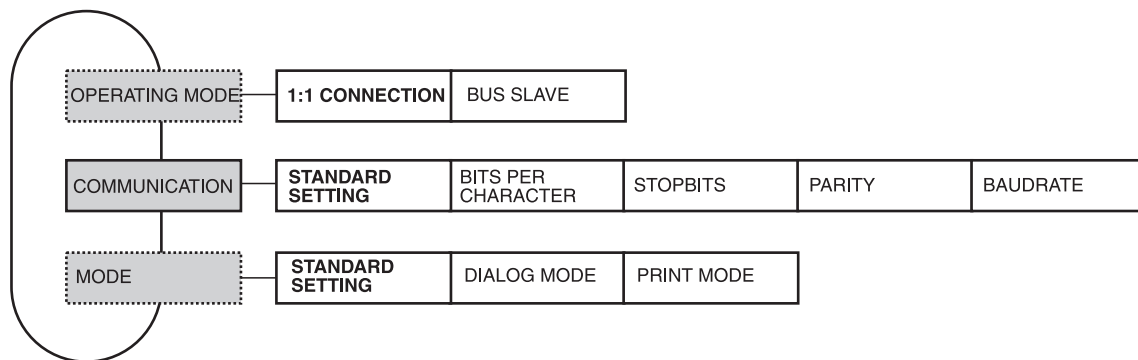 OPERATING MODE
1:1 CONNECTION
BUS SLAVE
COMMUNICATION
STANDARD
SETTING
BITS PER
CHARACTER
STOPBITS
PARITY
BAUDRATE
MODE
STANDARD
SETTING
DIALOG MODE
PRINT MODE